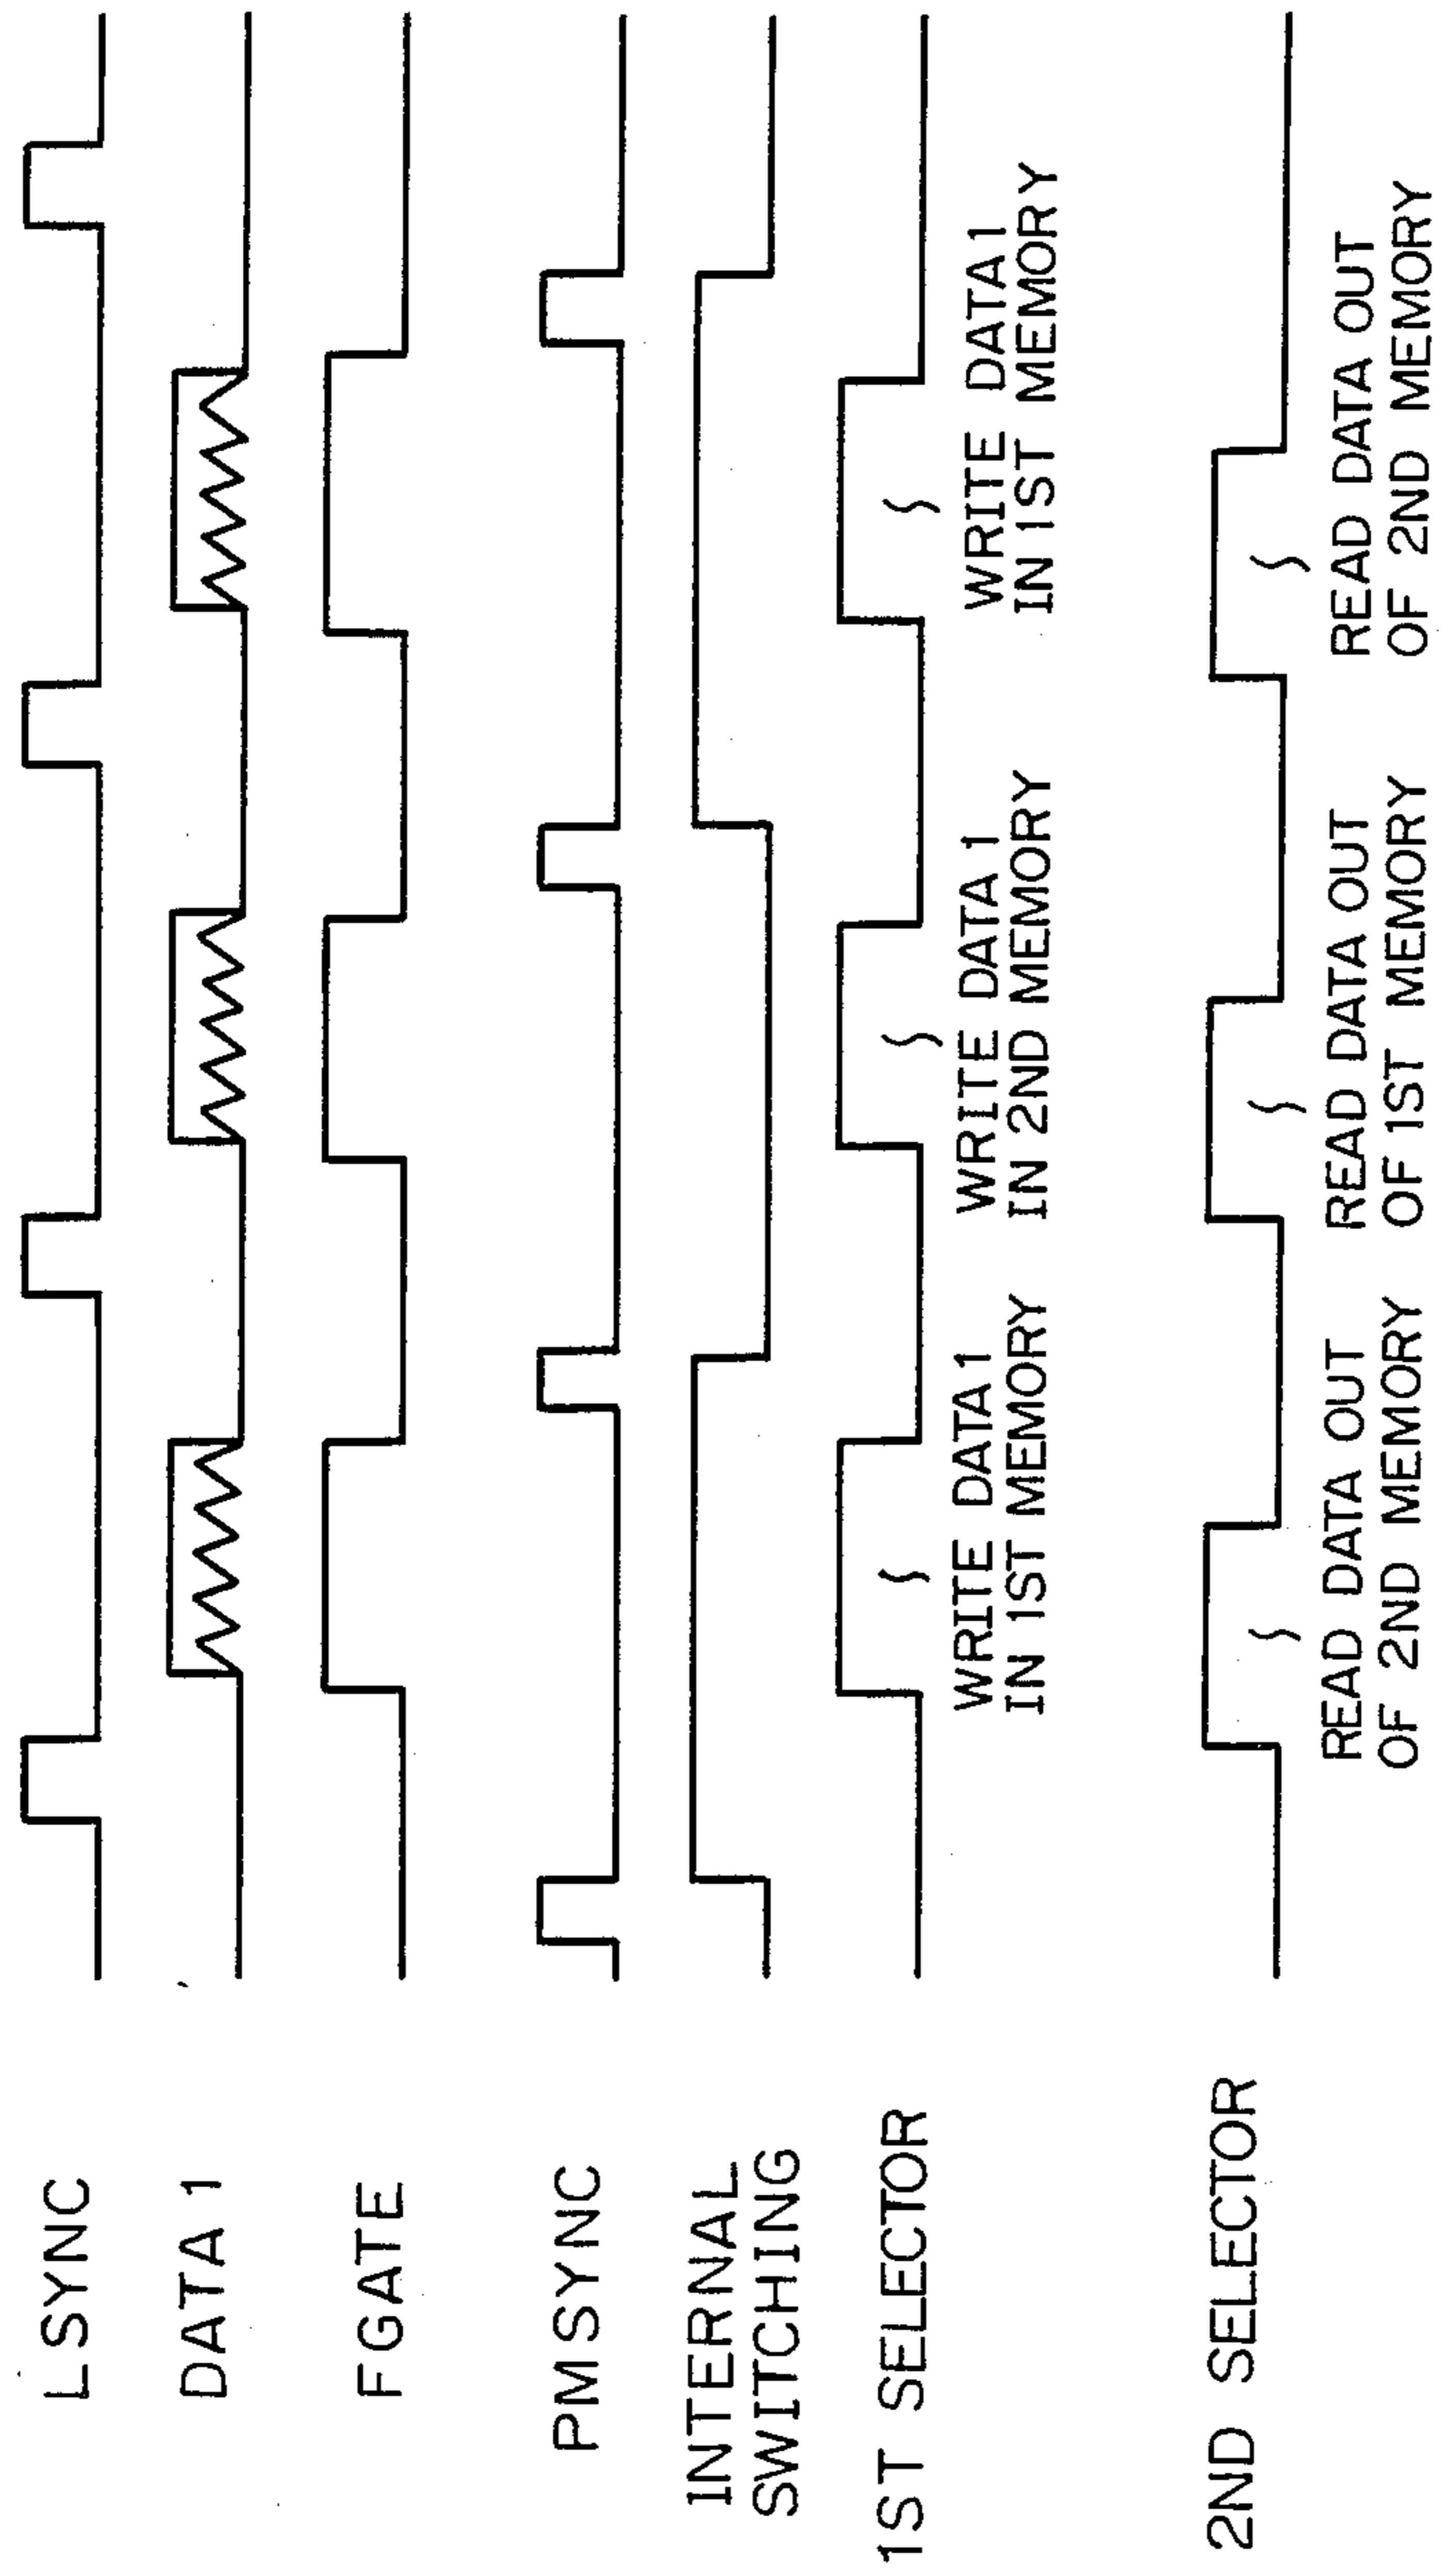 LSYNC
DATA 1
FGATE
PMSYNC
INTERNAL
SWITCHING
1ST SELECTOR
WRITE DATA 1
IN 1ST MEMORY
WRITE DATA 1
IN 2ND MEMORY
WRITE DATA 1
IN 1ST MEMORY
2ND SELECTOR
READ DATA OUT
OF 2ND MEMORY
READ DATA OUT
OF 1ST MEMORY
READ DATA OUT
OF 2ND MEMORY